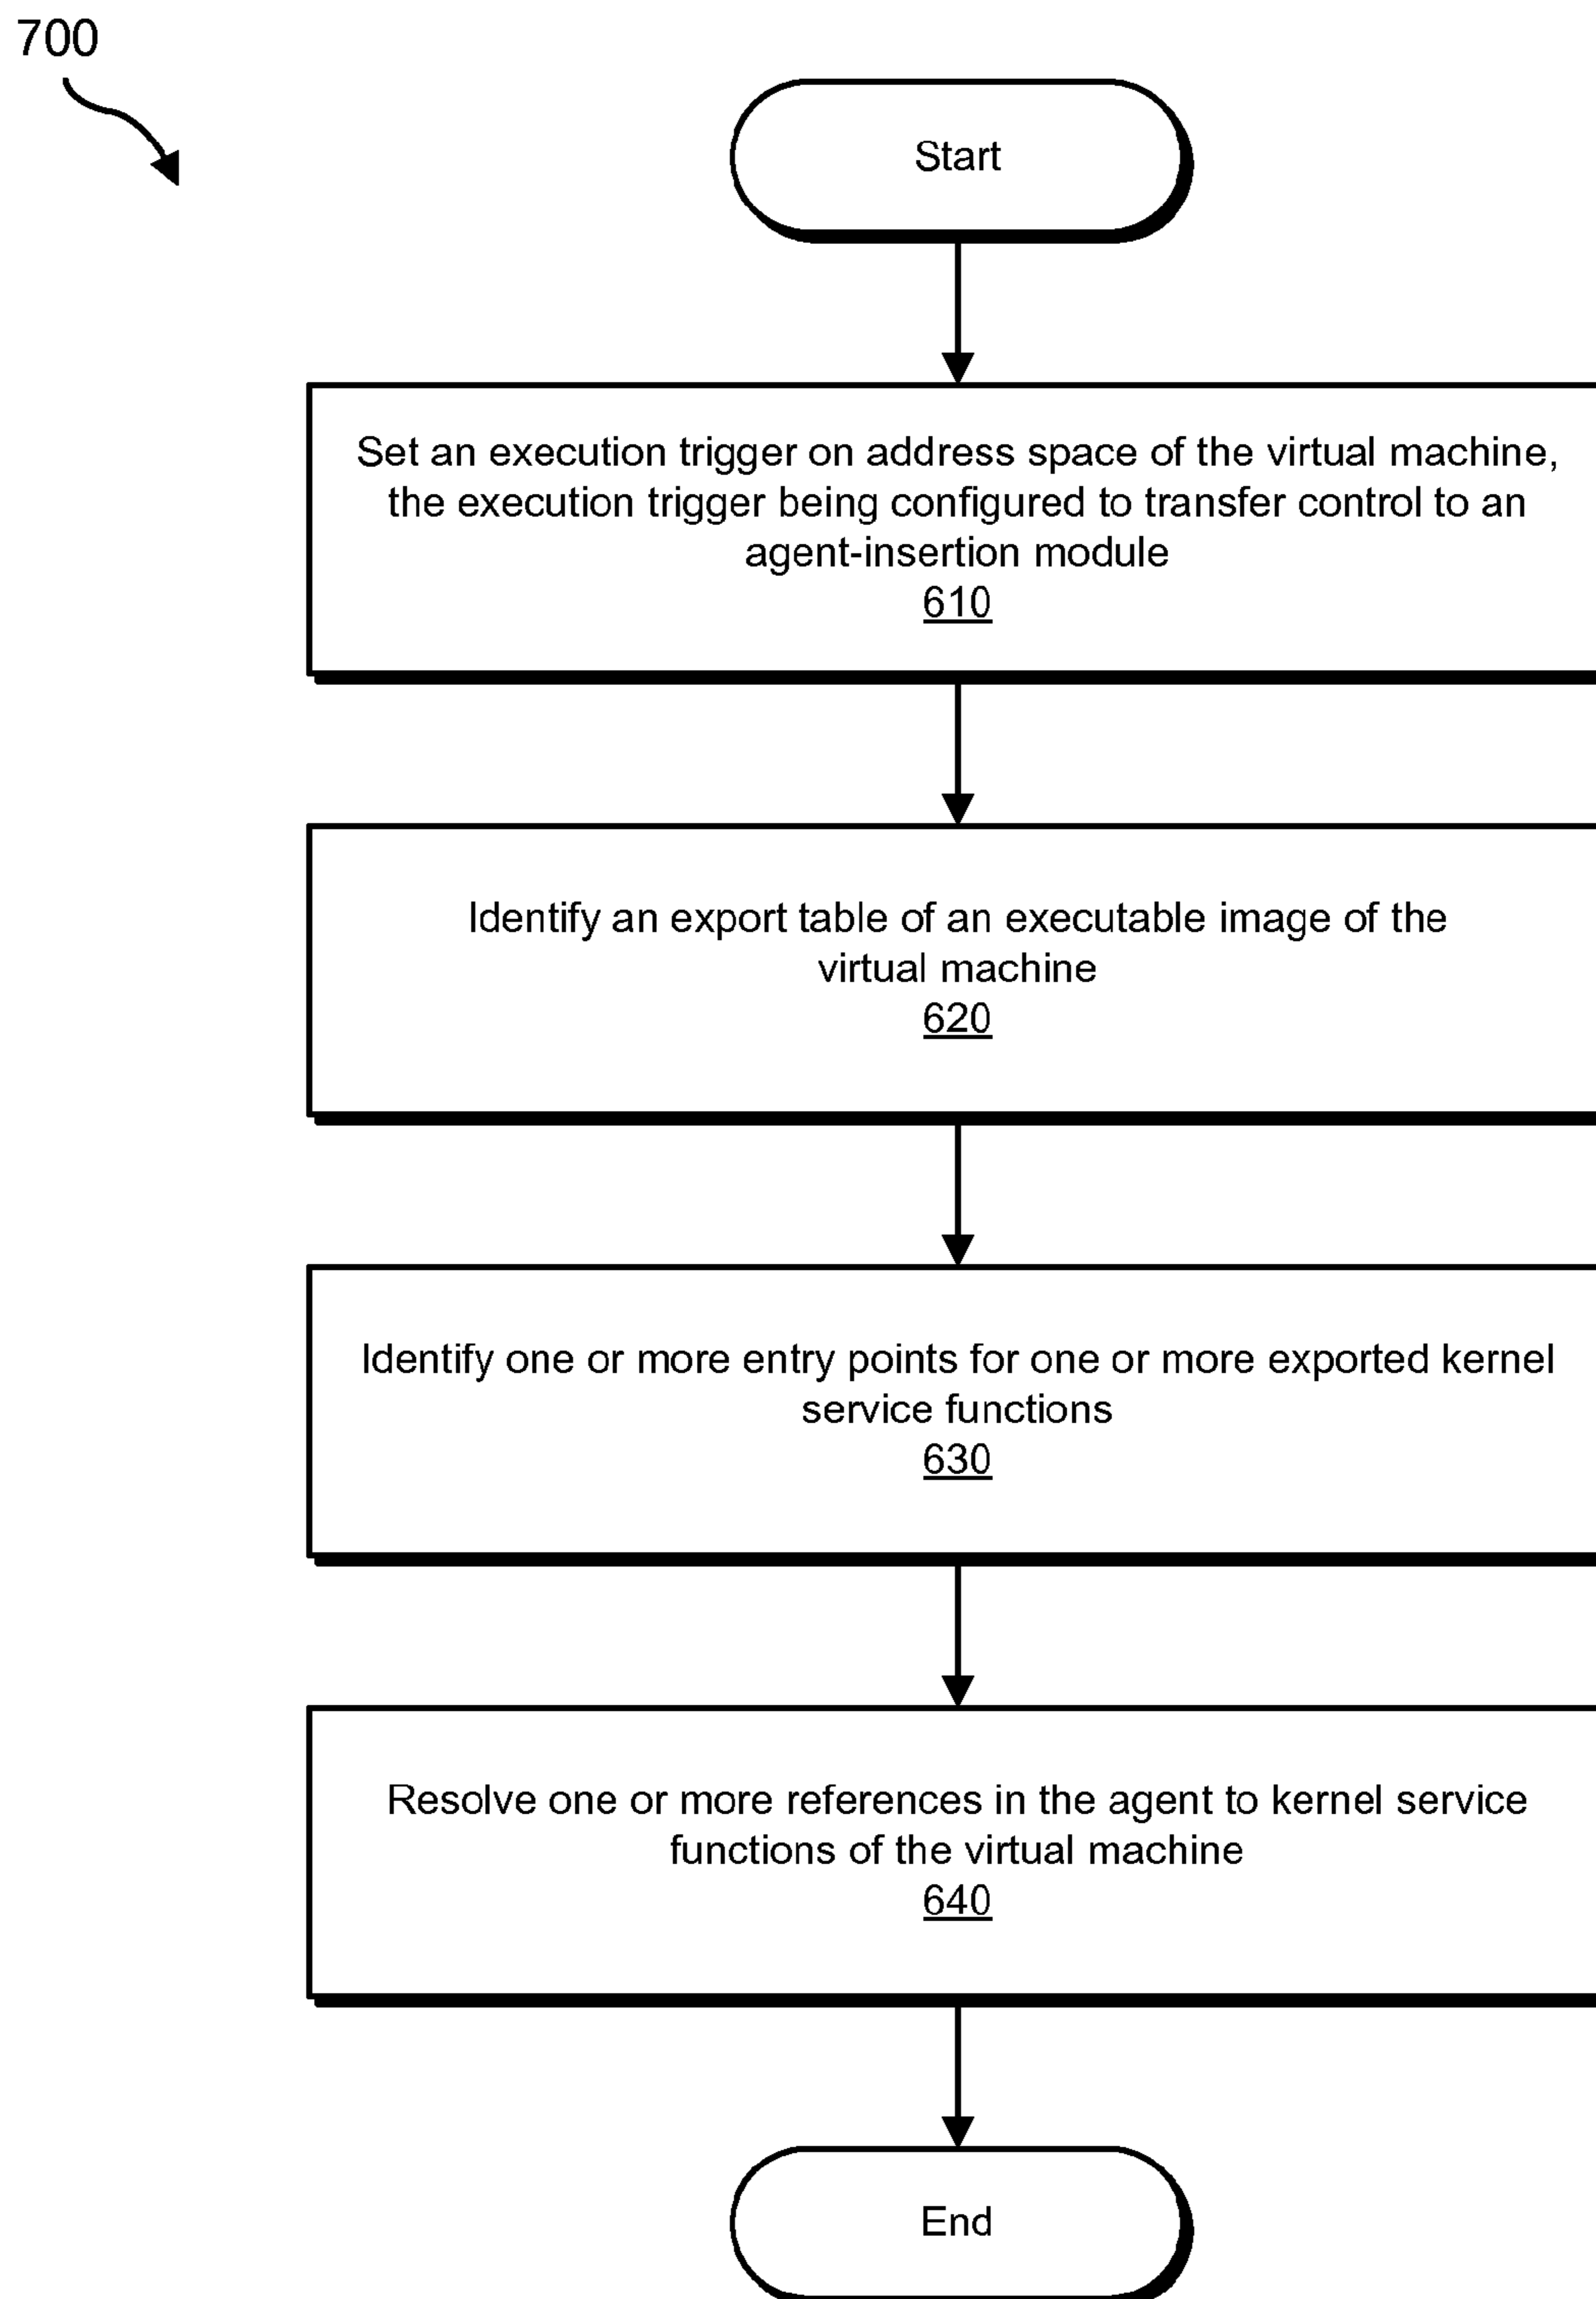 700
Start
Set an execution trigger on address space of the virtual machine,
the execution trigger being configured to transfer control to an
agent-insertion module
610
Identify an export table of an executable image of the
virtual machine
620
Identify one or more entry points for one or more exported kernel
service functions
630
Resolve one or more references in the agent to kernel service
functions of the virtual machine
640
End